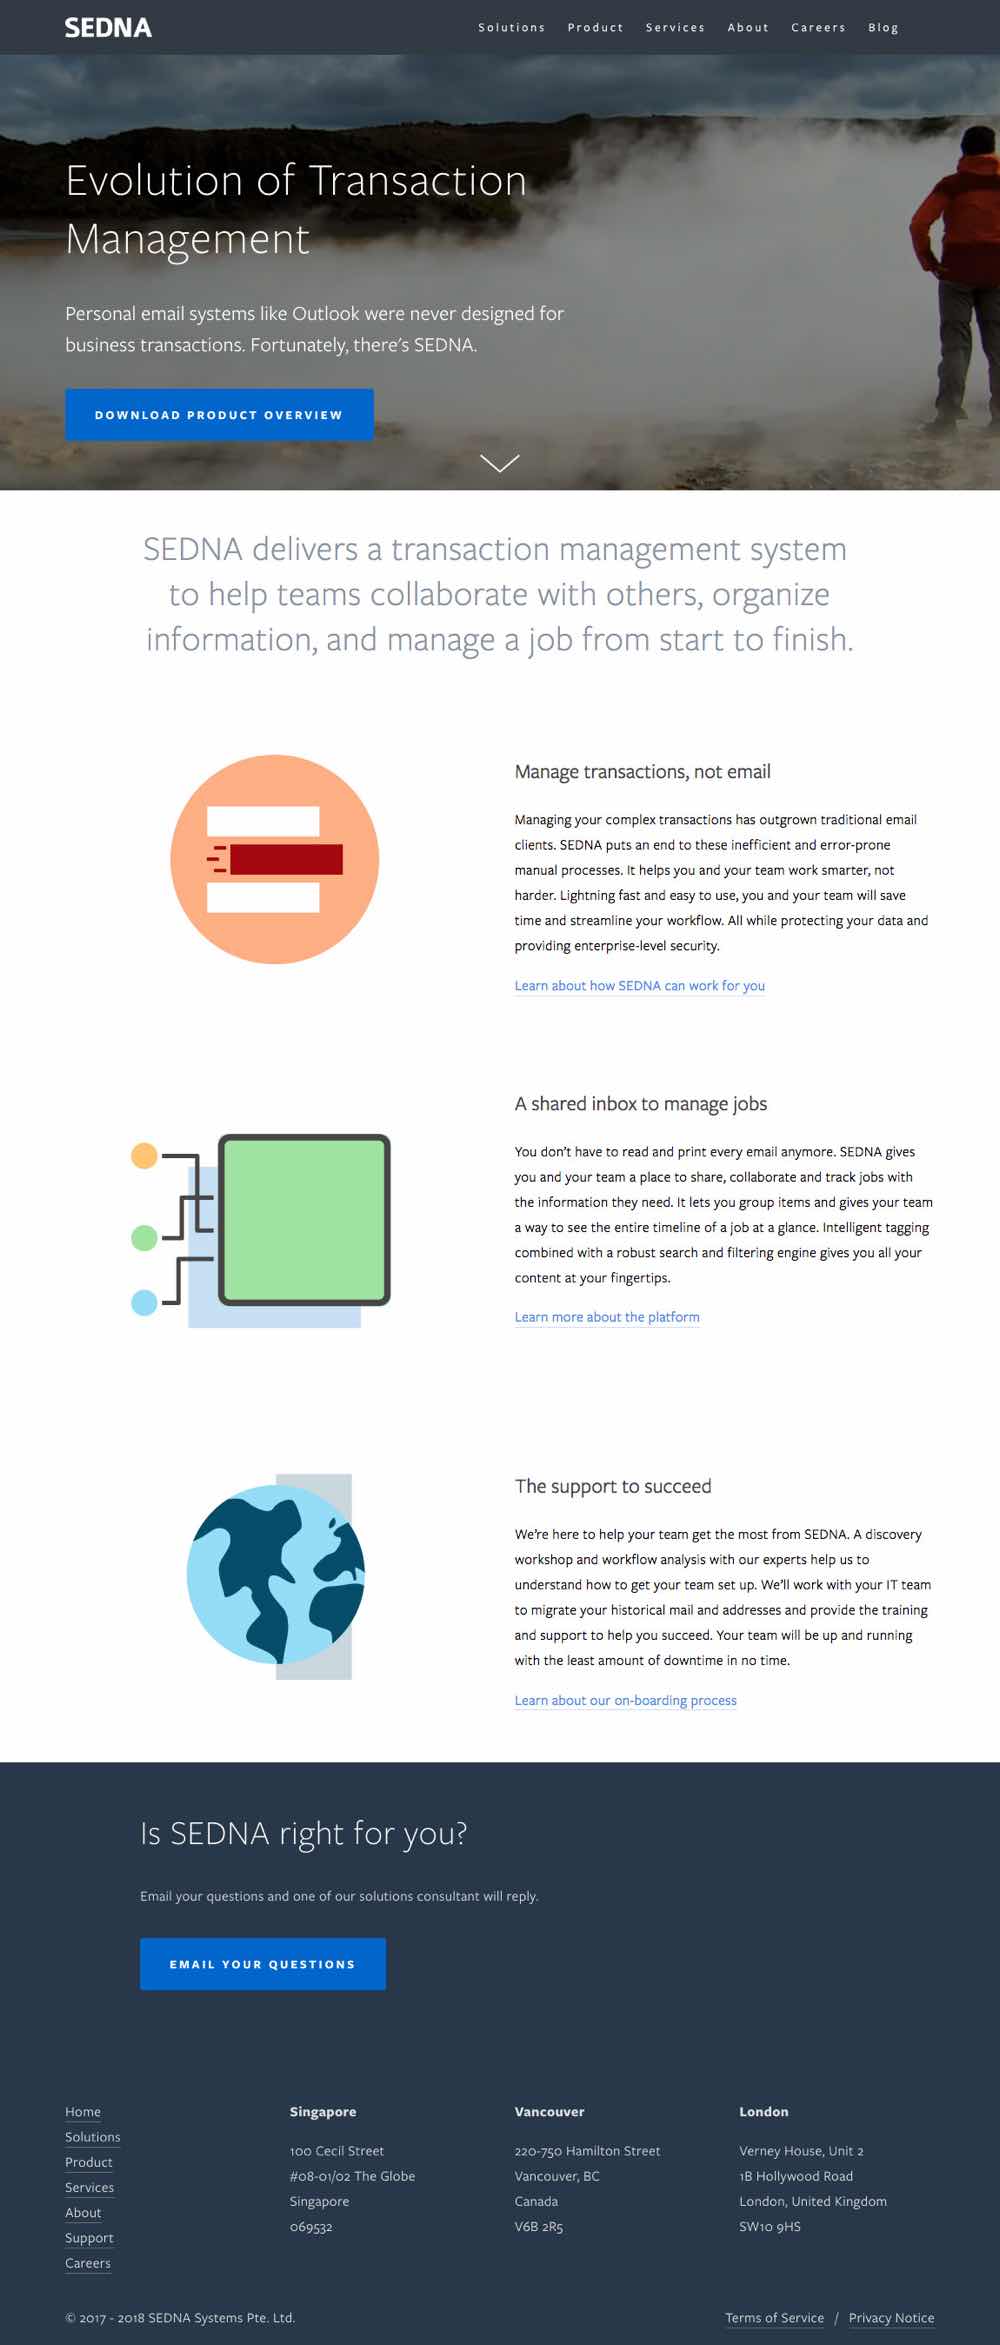 SEDNA
Solutions Product Services About Careers Blog
Evolution of Transaction
Management
Personal email systems like Outlook were never designed for
business transactions. Fortunately, there's SEDNA.
DOWNLOAD PRODUCT OVERVIEW
SEDNA delivers a transaction management system
to help teams collaborate with others, organize
information, and manage a job from start to finish.
Manage transactions, not email
Managing your complex transactions has outgrown traditional email
clients. SEDNA puts an end to these inefficient and error-prone
manual processes. It helps you and your team work smarter, not
harder. Lightning fast and easy to use, you and your team will save
time and streamline your workflow. All while protecting your data and
providing enterprise-level security.
Learn about how SEDNA can work for you
A shared inbox to manage jobs
You don't have to read and print every email anymore. SEDNA gives
you and your team a place to share, collaborate and track jobs with
the information they need. It lets you group items and gives your team
a way to see the entire timeline of a job at a glance. Intelligent tagging
combined with a robust search and filtering engine gives you all your
content at your fingertips.
Learn more about the platform
The support to succeed
We're here to help your team get the most from SEDNA. A discovery
workshop and workflow analysis with our experts help us to
understand how to get your team set up. We'll work with your IT team
to migrate your historical mail and addresses and provide the training
and support to help you succeed. Your team will be up and running
with the least amount of downtime in no time.
Learn about our on-boarding process
Is SEDNA right for you?
Email your questions and one of our solutions consultant will reply.
EMAIL YOUR QUESTIONS
Home
Solutions
Product
Services
About
Support
Careers
Singapore
100 Cecil Street
#08-01/02 The Globe
Singapore
069532
Vancouver
220-750 Hamilton Street
Vancouver, BC
Canada
V6B 2R5
London
Verney House, Unit 2
1B Hollywood Road
London, United Kingdom
SW10 9HS
© 2017 - 2018 SEDNA Systems Pte. Ltd.
Terms of Service / Privacy Notice